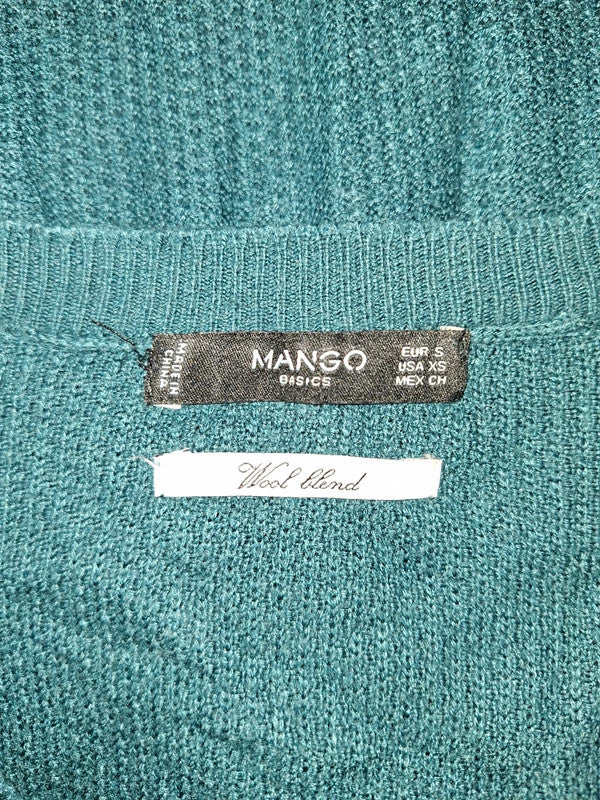 MADE IN
CHINA
MANGO
BASICS
EUR S
USA XS
MEX CH
Wool blend